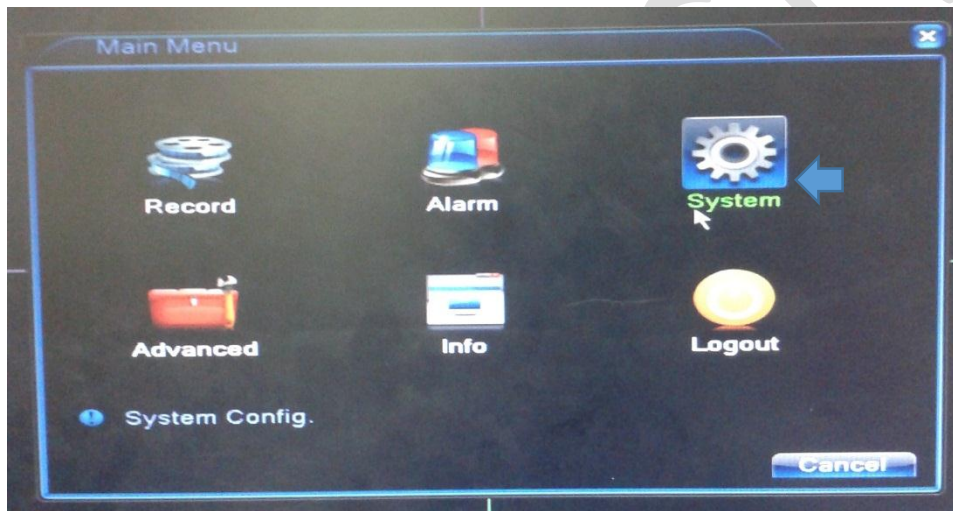 Main Menu
Record
Alarm
System
Advanced
Info
Logout
System Config.
Cancel